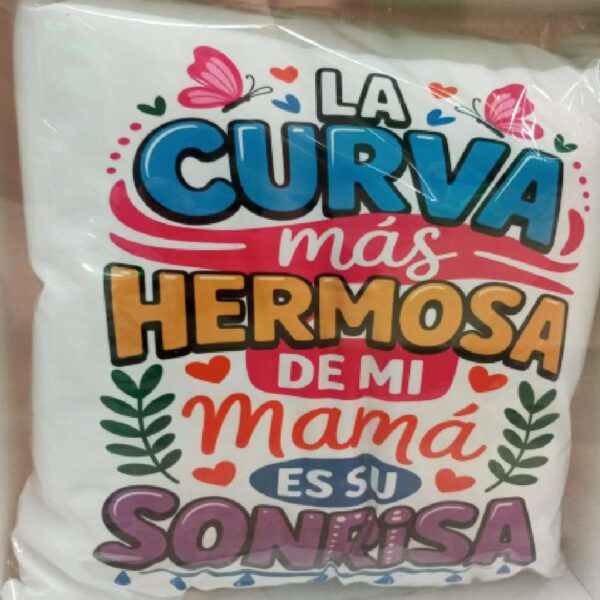 LA
CURVA
más
HERMOSA
DE MI
mamá
ES SU
SONRiSA